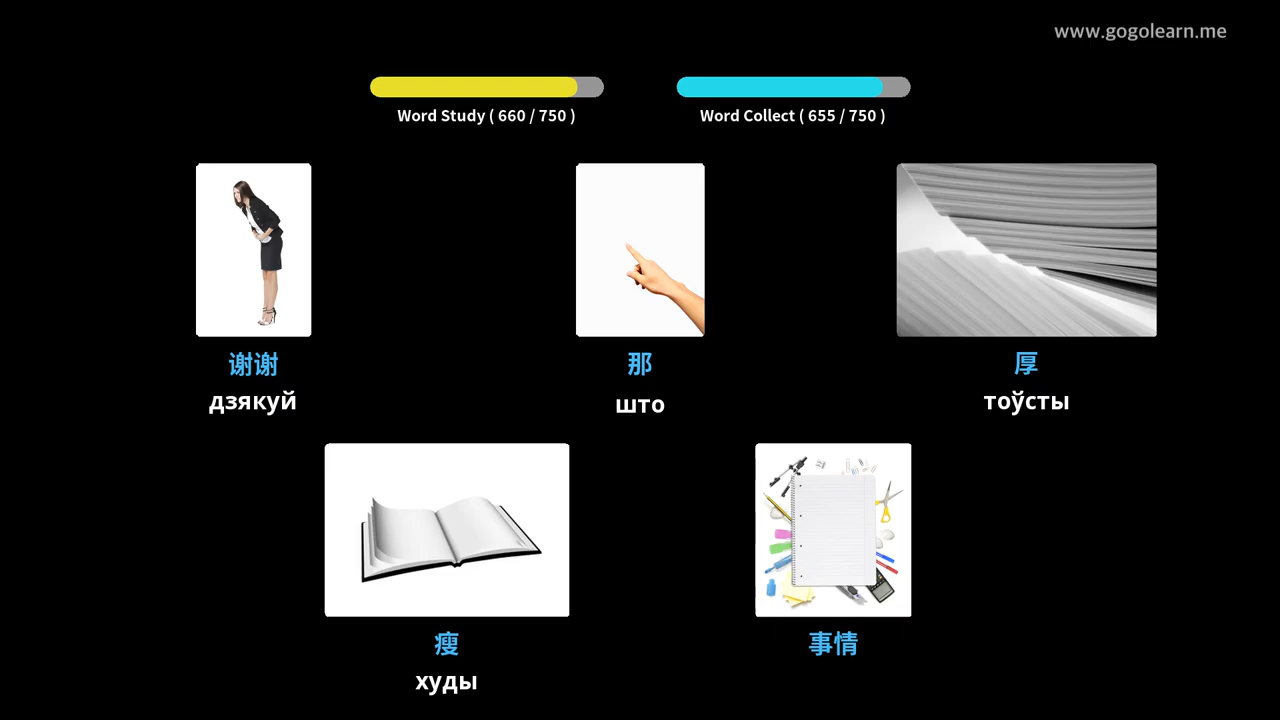 www.gogolearn.me
Word Study ( 660 / 750 )
Word Collect ( 655 / 750 )
谢谢
дзякуй
那
што
厚
тоўсты
瘦
худы
事情